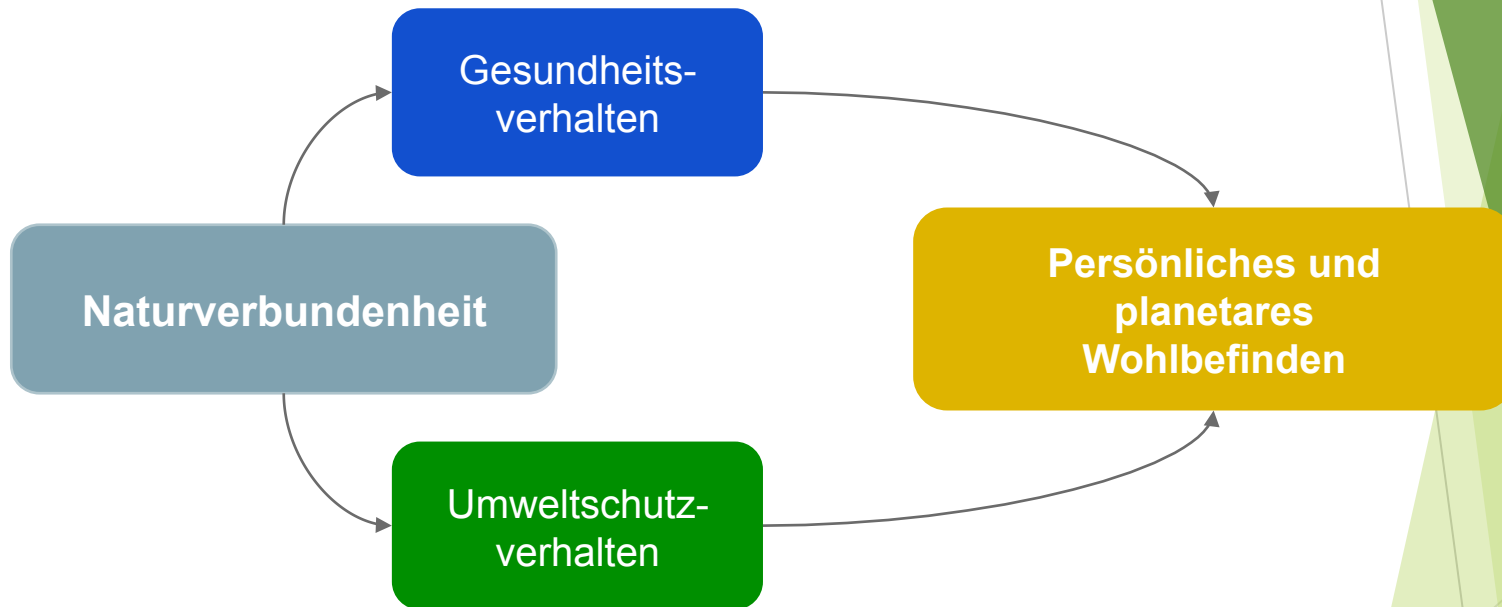 Gesundheits-
verhalten
Naturverbundenheit
Persönliches und
planetares
Wohlbefinden
Umweltschutz-
verhalten